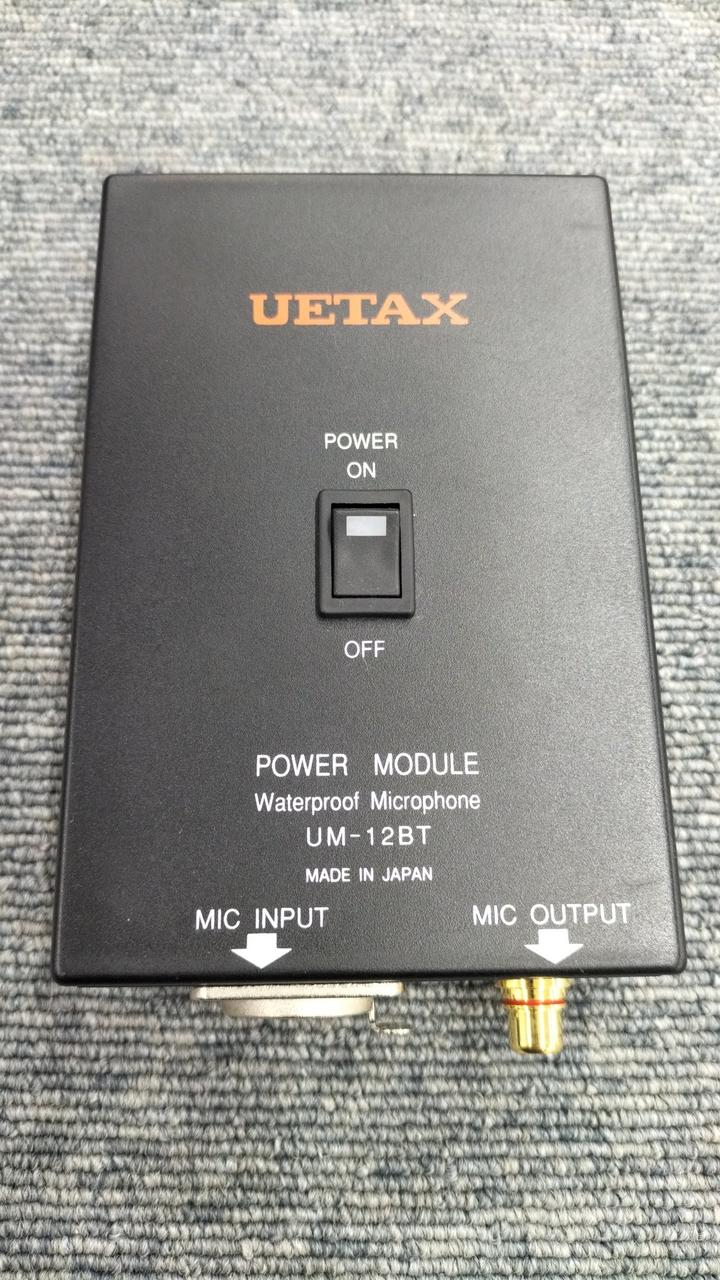 UETAX
POWER
ON
OFF
POWER MODULE
Waterproof Microphone
UM-12BT
MADE IN JAPAN
MIC INPUT
MIC OUTPUT